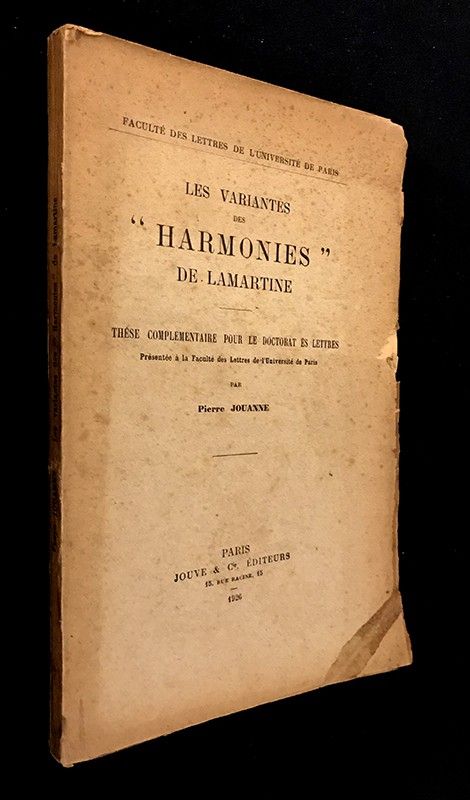 FACULTÉ DES LETTRES DE L'UNIVERSITÉ DE PARIS
LES VARIANTES
DES
“ HARMONIES ”
DE LAMARTINE
THÈSE COMPLEMENTAIRE POUR LE DOCTORAT ÈS LETTRES
Présentée à la Faculté des Lettres de l'Université de Paris
PAR
Pierre JOUANNE
PARIS
JOUVE & Cie, ÉDITEURS
15, RUE RACINE, 15
1926
de Lamartine